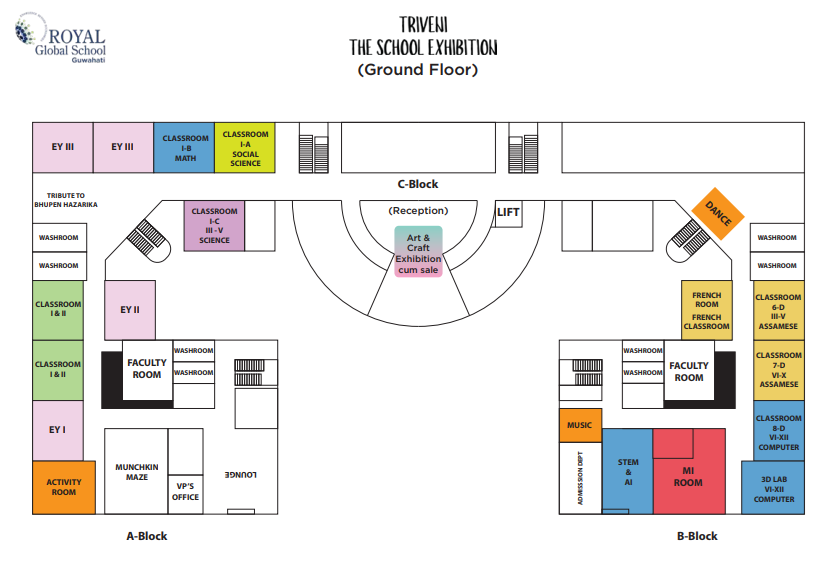 ROYAL
Global School
Guwahati
TRIVENI
THE SCHOOL EXHIBITION
(Ground Floor)
EY III
EY III
CLASSROOM
I-B
MATH
CLASSROOM
I-A
SOCIAL
SCIENCE
C-Block
TRIBUTE TO
BHUPEN HAZARIKA
CLASSROOM
I-C
III - V
SCIENCE
(Reception)
LIFT
DANCE
Art &
Craft
Exhibition
cum sale
WASHROOM
WASHROOM
WASHROOM
WASHROOM
CLASSROOM
I & II
EY II
FRENCH
ROOM
FRENCH
CLASSROOM
CLASSROOM
6-D
III-V
ASSAMESE
CLASSROOM
I & II
FACULTY
ROOM
WASHROOM
WASHROOM
WASHROOM
WASHROOM
FACULTY
ROOM
CLASSROOM
7-D
VI-X
ASSAMESE
EY I
MUSIC
CLASSROOM
8-D
VI-XII
COMPUTER
ACTIVITY
ROOM
MUNCHKIN
MAZE
VP'S
OFFICE
LOUNGE
ADMISSSION DEPT
STEM
&
AI
MI
ROOM
3D LAB
VI-XII
COMPUTER
A-Block
B-Block